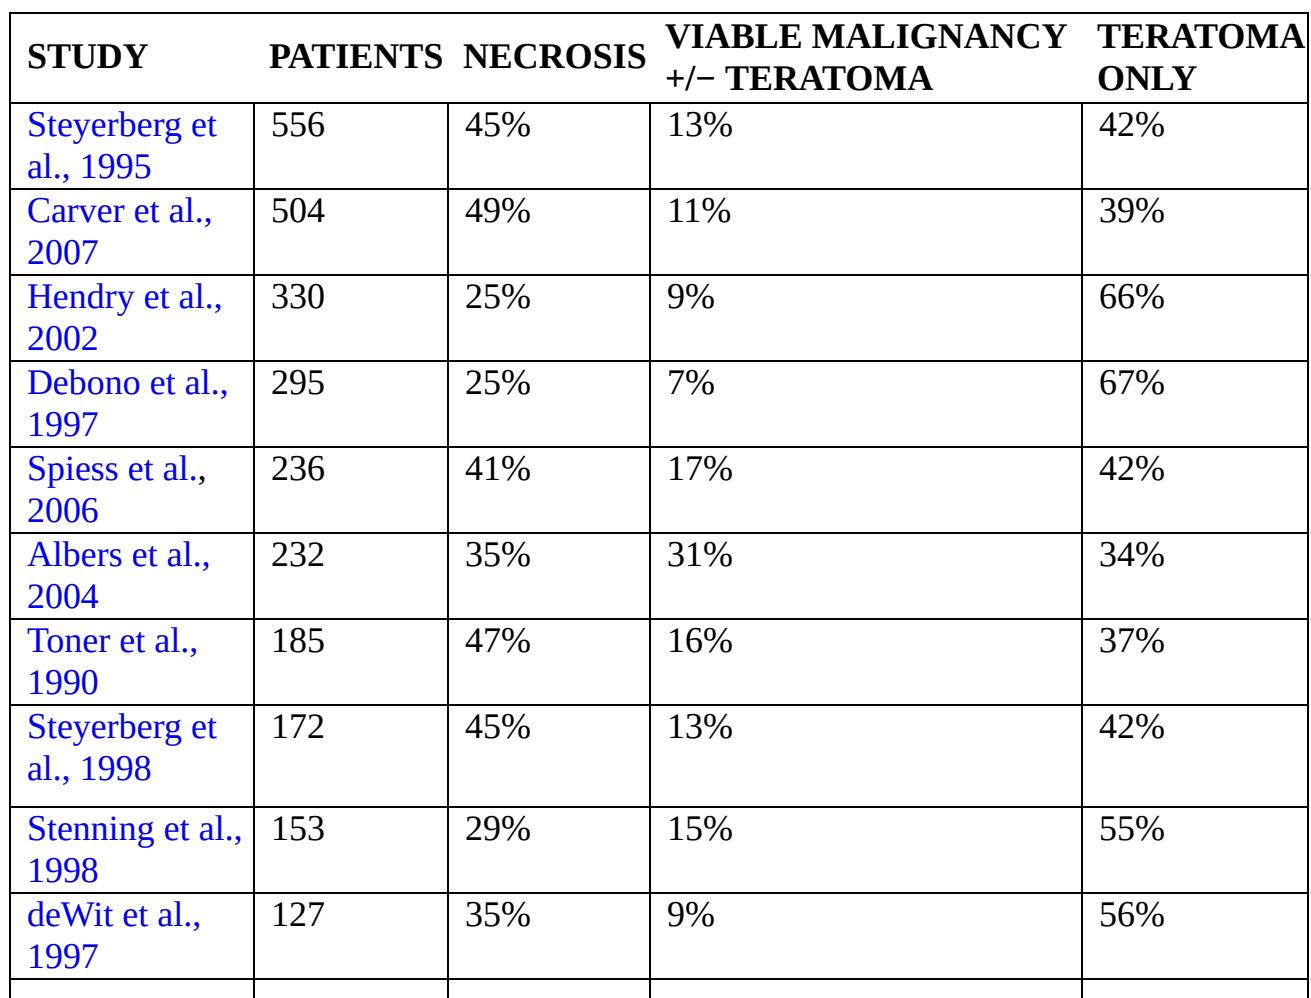 STUDY PATIENTS NECROSIS VIABLE MALIGNANCY +/− TERATOMA TERATOMA ONLY
Steyerberg et al., 1995 556 45% 13% 42%
Carver et al., 2007 504 49% 11% 39%
Hendry et al., 2002 330 25% 9% 66%
Debono et al., 1997 295 25% 7% 67%
Spiess et al., 2006 236 41% 17% 42%
Albers et al., 2004 232 35% 31% 34%
Toner et al., 1990 185 47% 16% 37%
Steyerberg et al., 1998 172 45% 13% 42%
Stenning et al., 1998 153 29% 15% 55%
deWit et al., 1997 127 35% 9% 56%